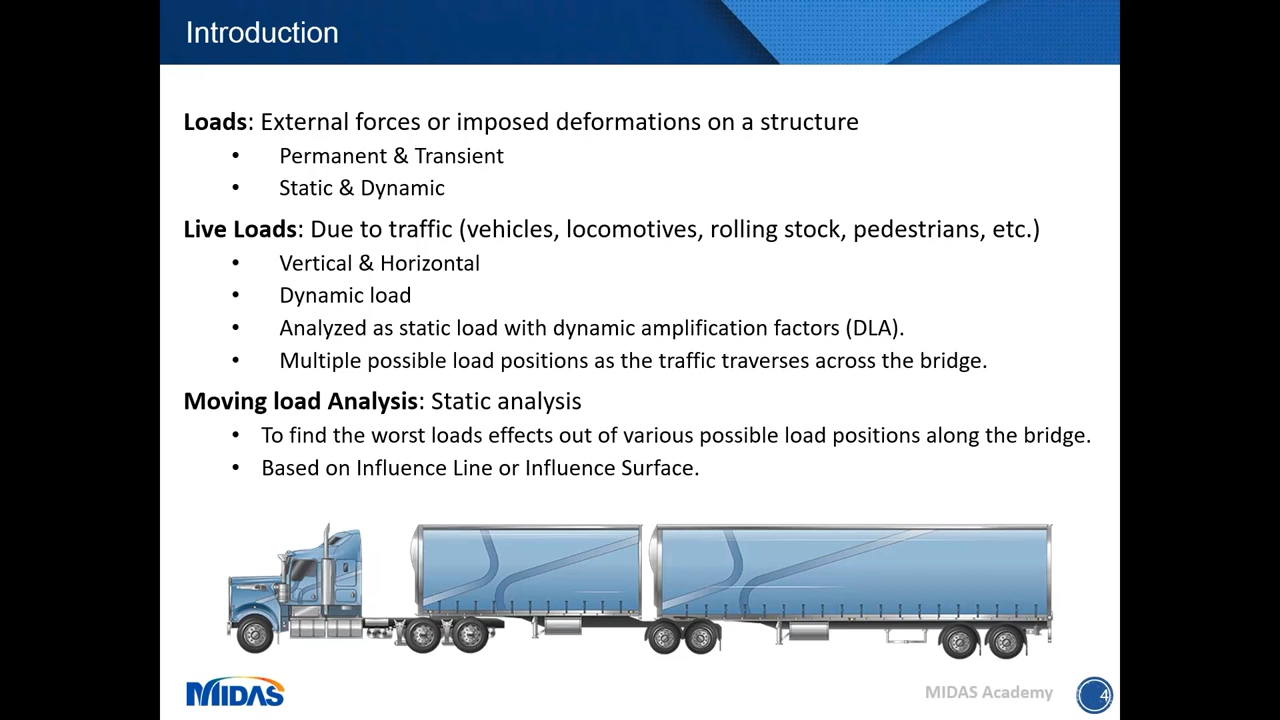 Introduction
Loads: External forces or imposed deformations on a structure
• Permanent & Transient
• Static & Dynamic
Live Loads: Due to traffic (vehicles, locomotives, rolling stock, pedestrians, etc.)
• Vertical & Horizontal
• Dynamic load
• Analyzed as static load with dynamic amplification factors (DLA).
• Multiple possible load positions as the traffic traverses across the bridge.
Moving load Analysis: Static analysis
• To find the worst loads effects out of various possible load positions along the bridge.
• Based on Influence Line or Influence Surface.
MIDAS
MIDAS Academy
4